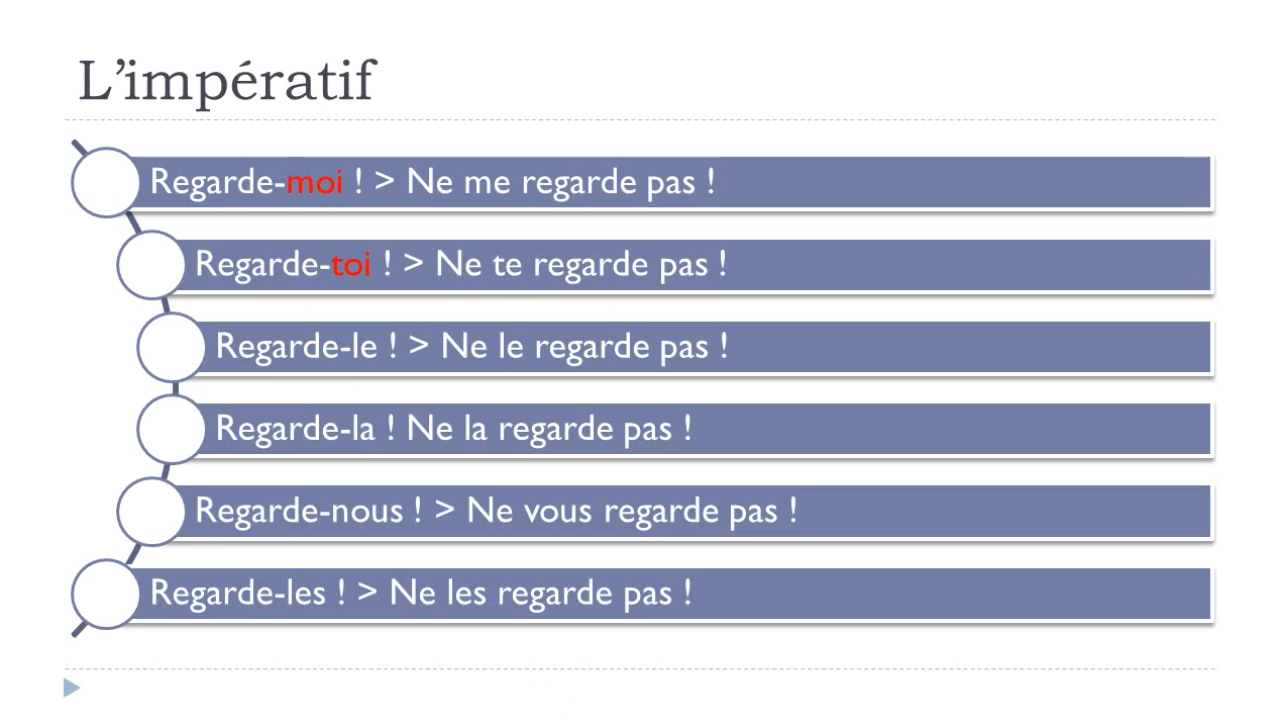 L’impératif
Regarde-moi ! > Ne me regarde pas !
Regarde-toi ! > Ne te regarde pas !
Regarde-le ! > Ne le regarde pas !
Regarde-la ! Ne la regarde pas !
Regarde-nous ! > Ne vous regarde pas !
Regarde-les ! > Ne les regarde pas !